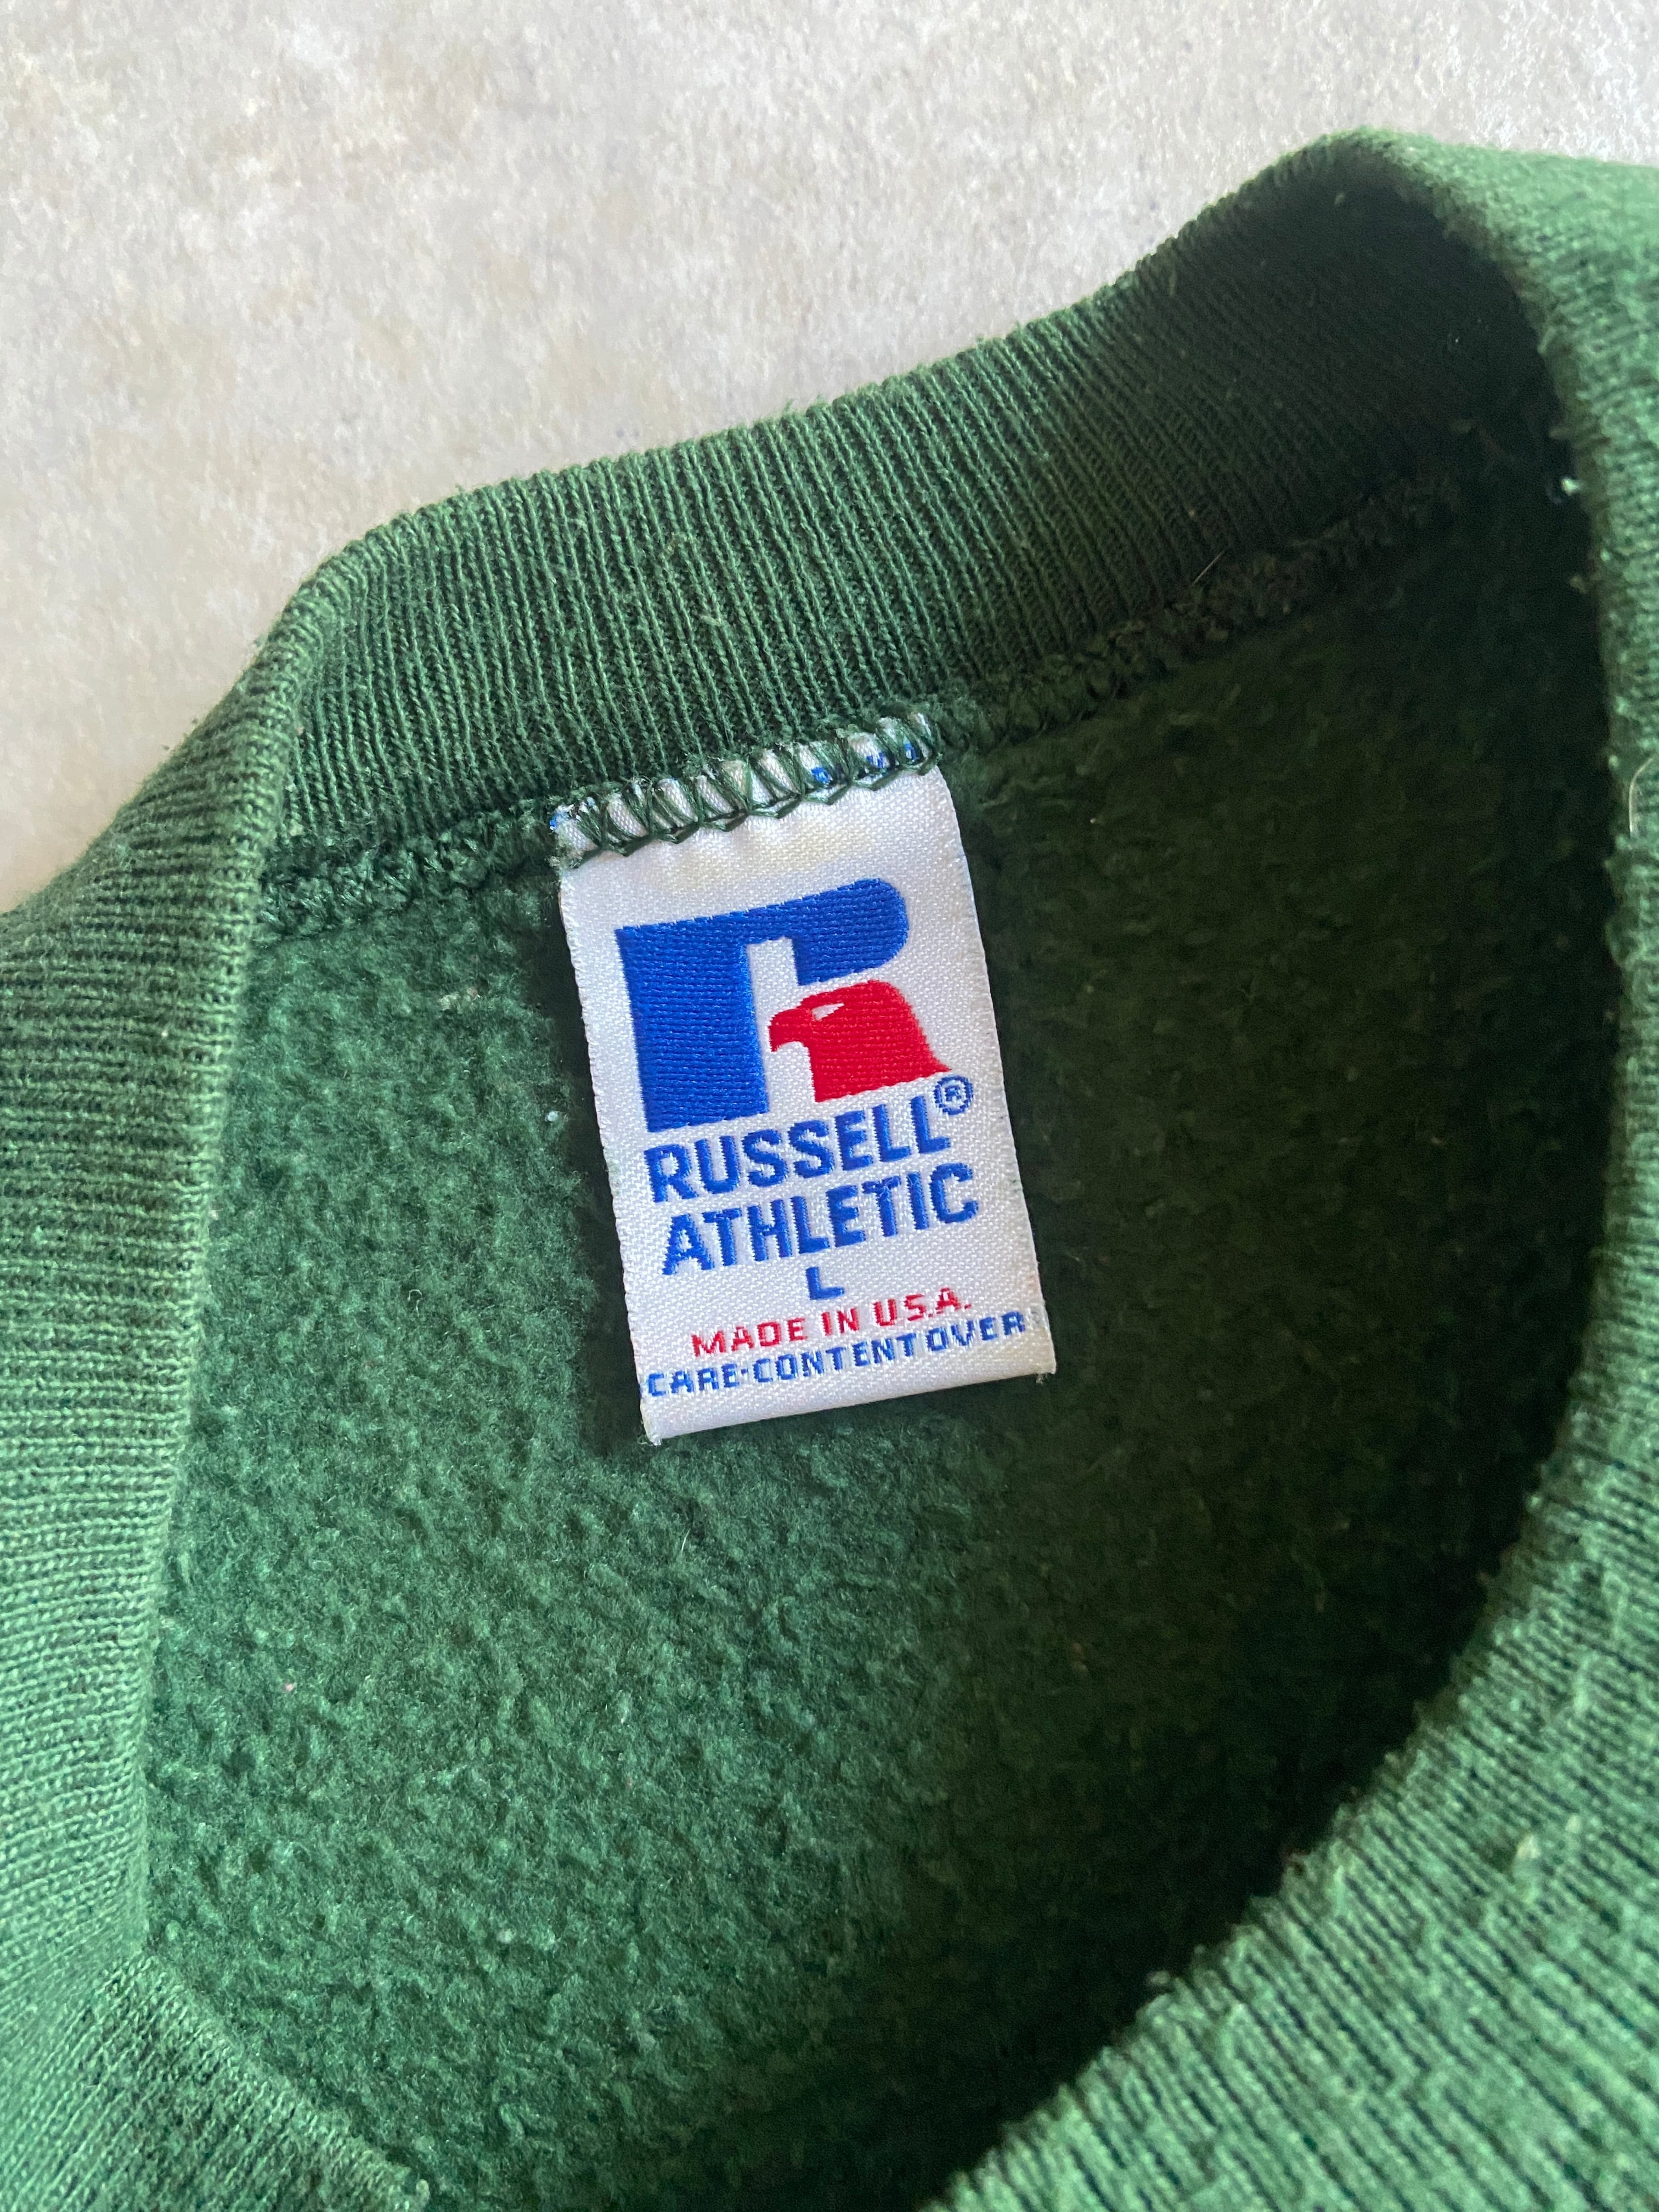 RUSSELL®
ATHLETIC
L
MADE IN U.S.A.
CARE·CONTENT OVER